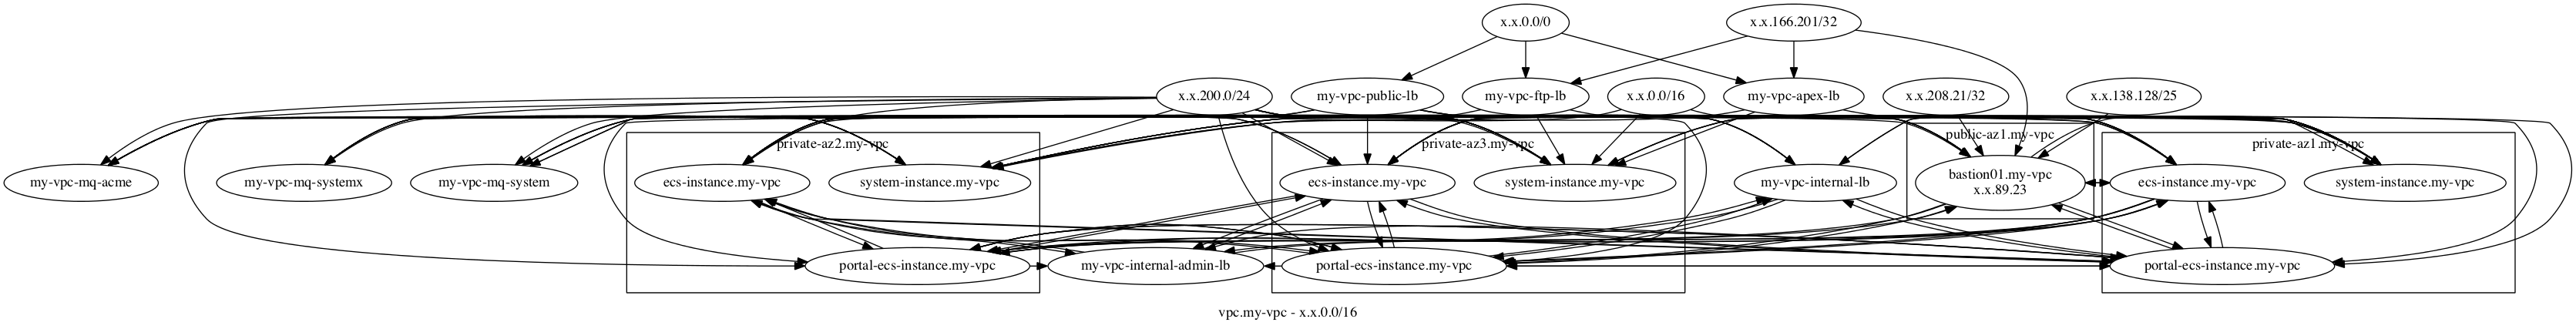 x.x.0.0/0
x.x.166.201/32
x.x.200.0/24
my-vpc-public-lb
my-vpc-ftp-lb
x.x.0.0/16
my-vpc-apex-lb
x.x.208.21/32
x.x.138.128/25
private-az2.my-vpc
private-az3.my-vpc
public-az1.my-vpc
private-az1.my-vpc
my-vpc-mq-acme
my-vpc-mq-systemx
my-vpc-mq-system
ecs-instance.my-vpc
system-instance.my-vpc
ecs-instance.my-vpc
system-instance.my-vpc
my-vpc-internal-lb
bastion01.my-vpc
x.x.89.23
ecs-instance.my-vpc
system-instance.my-vpc
portal-ecs-instance.my-vpc
my-vpc-internal-admin-lb
portal-ecs-instance.my-vpc
portal-ecs-instance.my-vpc
vpc.my-vpc - x.x.0.0/16